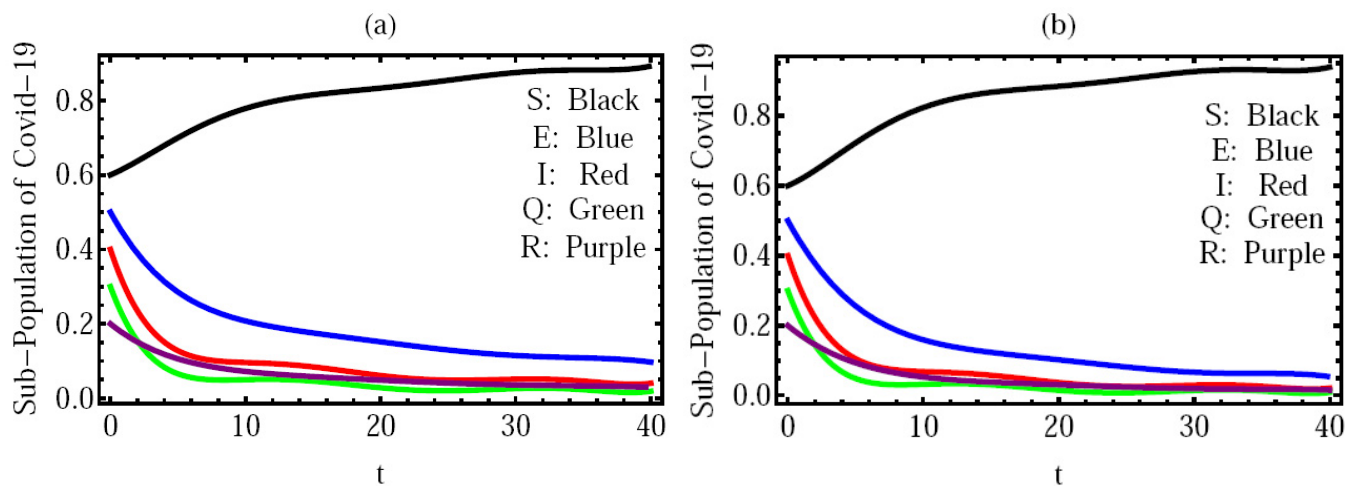 (a)
Sub–Population of Covid–19
0.8
0.6
0.4
0.2
0.0
S: Black
E: Blue
I: Red
Q: Green
R: Purple
0 10 20 30 40
t
(b)
Sub–Population of Covid–19
0.8
0.6
0.4
0.2
0.0
S: Black
E: Blue
I: Red
Q: Green
R: Purple
0 10 20 30 40
t